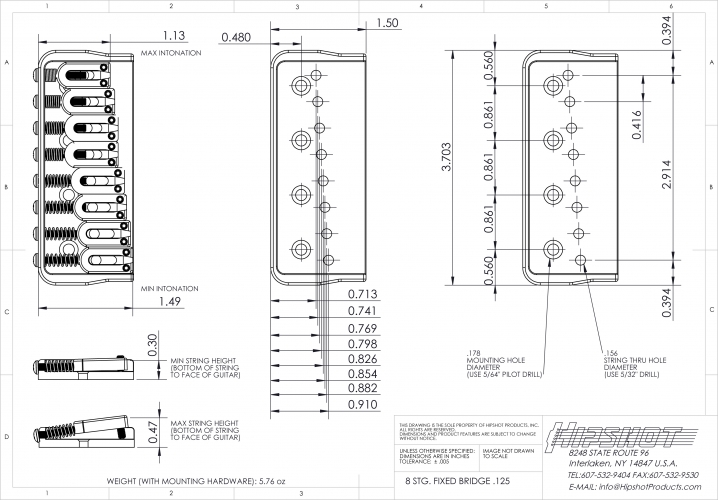 1
2
3
4
5
6
A
A
B
B
C
C
D
D
1
2
3
1.13
MAX INTONATION
MIN INTONATION
1.49
0.480
1.50
0.560
0.861
0.861
0.861
0.560
3.703
0.394
0.416
2.914
0.394
0.713
0.741
0.769
0.798
0.826
0.854
0.882
0.910
.178
MOUNTING HOLE
DIAMETER
(USE 5/64" PILOT DRILL)
.156
STRING THRU HOLE
DIAMETER
(USE 5/32" DRILL)
0.30
MIN STRING HEIGHT
(BOTTOM OF STRING
TO FACE OF GUITAR)
0.47
MAX STRING HEIGHT
(BOTTOM OF STRING
TO FACE OF GUITAR)
WEIGHT (WITH MOUNTING HARDWARE): 5.76 oz
THIS DRAWING IS THE SOLE PROPERTY OF HIPSHOT PRODUCTS, INC.
ALL RIGHTS ARE RESERVED.
DIMENSIONS AND PRODUCT FEATURES ARE SUBJECT TO CHANGE
WITHOUT NOTICE.
UNLESS OTHERWISE SPECIFIED:
DIMENSIONS ARE IN INCHES
TOLERANCE: ± .005
IMAGE NOT DRAWN
TO SCALE
8 STG. FIXED BRIDGE .125
HIPSHOT
8248 STATE ROUTE 96
Interlaken, NY 14847 U.S.A.
TEL:607-532-9404 FAX:607-532-9530
E-MAIL: info@HipshotProducts.com